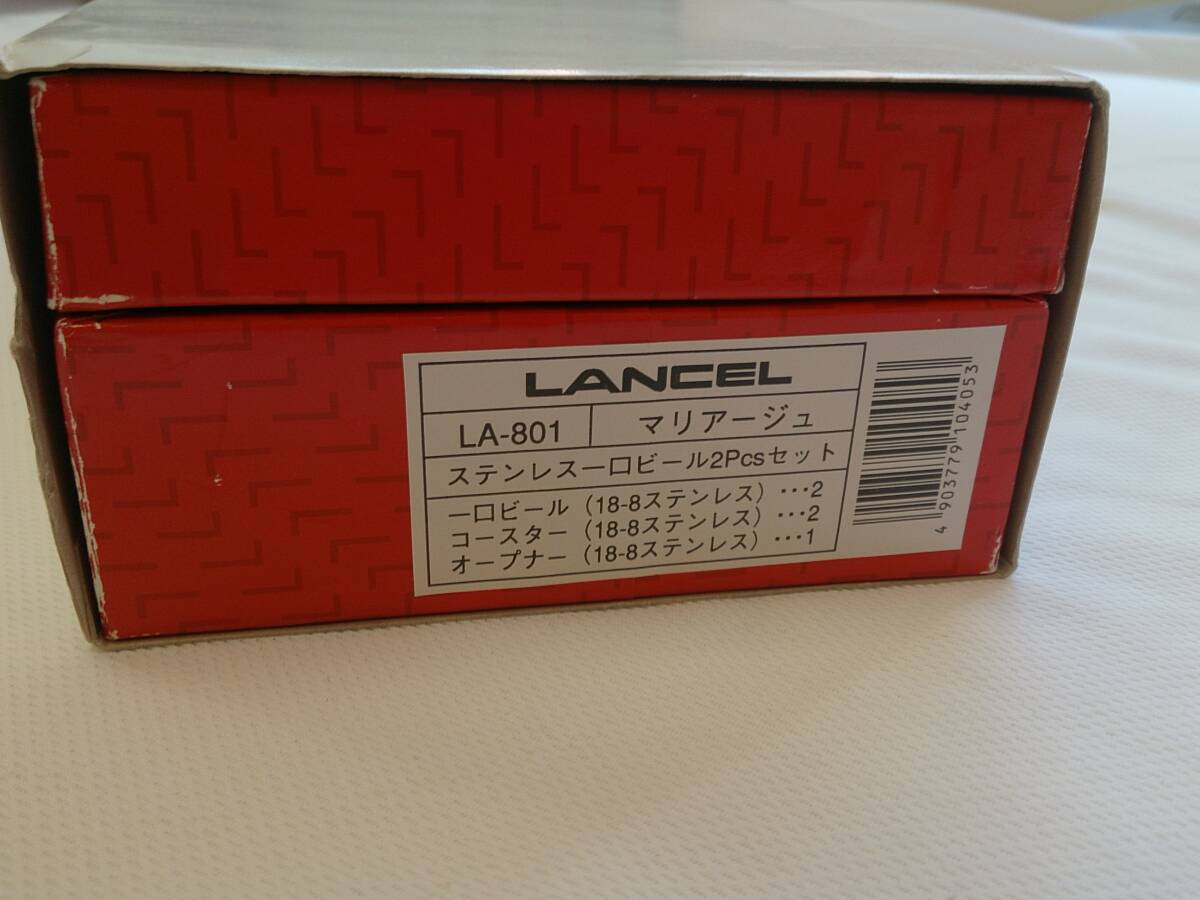 LANCEL
LA-801 マリアージュ
ステンレス一口ビール2Pcsセット
一口ビール（18-8ステンレス）…2
コースター（18-8ステンレス）…2
オープナー（18-8ステンレス）…1
4 903779 104053